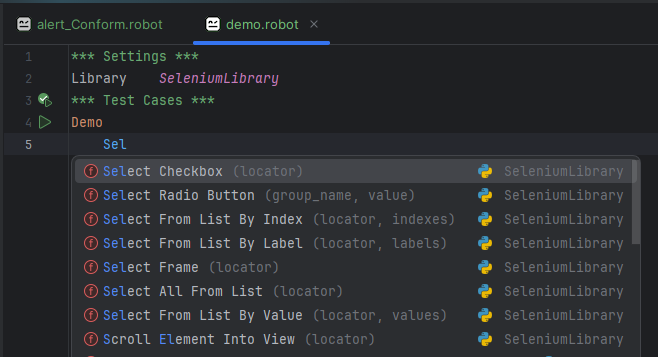 alert_Conform.robot demo.robot ×
1 *** Settings ***
2 Library SeleniumLibrary
3 *** Test Cases ***
4 Demo
5 Sel
f Select Checkbox (locator) SeleniumLibrary
f Select Radio Button (group_name, value) SeleniumLibrary
f Select From List By Index (locator, indexes) SeleniumLibrary
f Select From List By Label (locator, labels) SeleniumLibrary
f Select Frame (locator) SeleniumLibrary
f Select All From List (locator) SeleniumLibrary
f Select From List By Value (locator, values) SeleniumLibrary
f Scroll Element Into View (locator) SeleniumLibrary